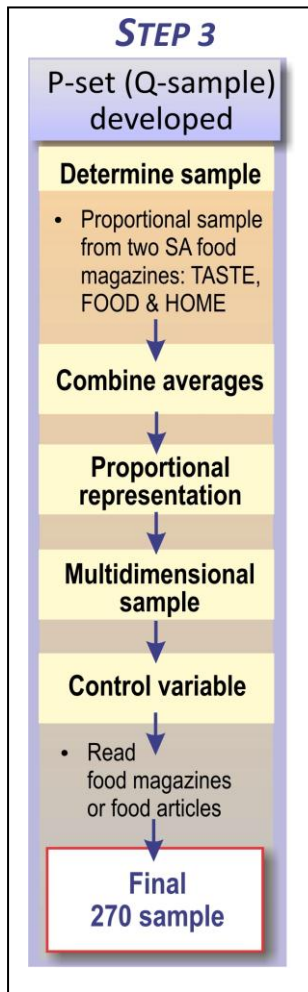 STEP 3
P-set (Q-sample)
developed
Determine sample
• Proportional sample
from two SA food
magazines: TASTE,
FOOD & HOME
Combine averages
Proportional
representation
Multidimensional
sample
Control variable
• Read
food magazines
or food articles
Final
270 sample